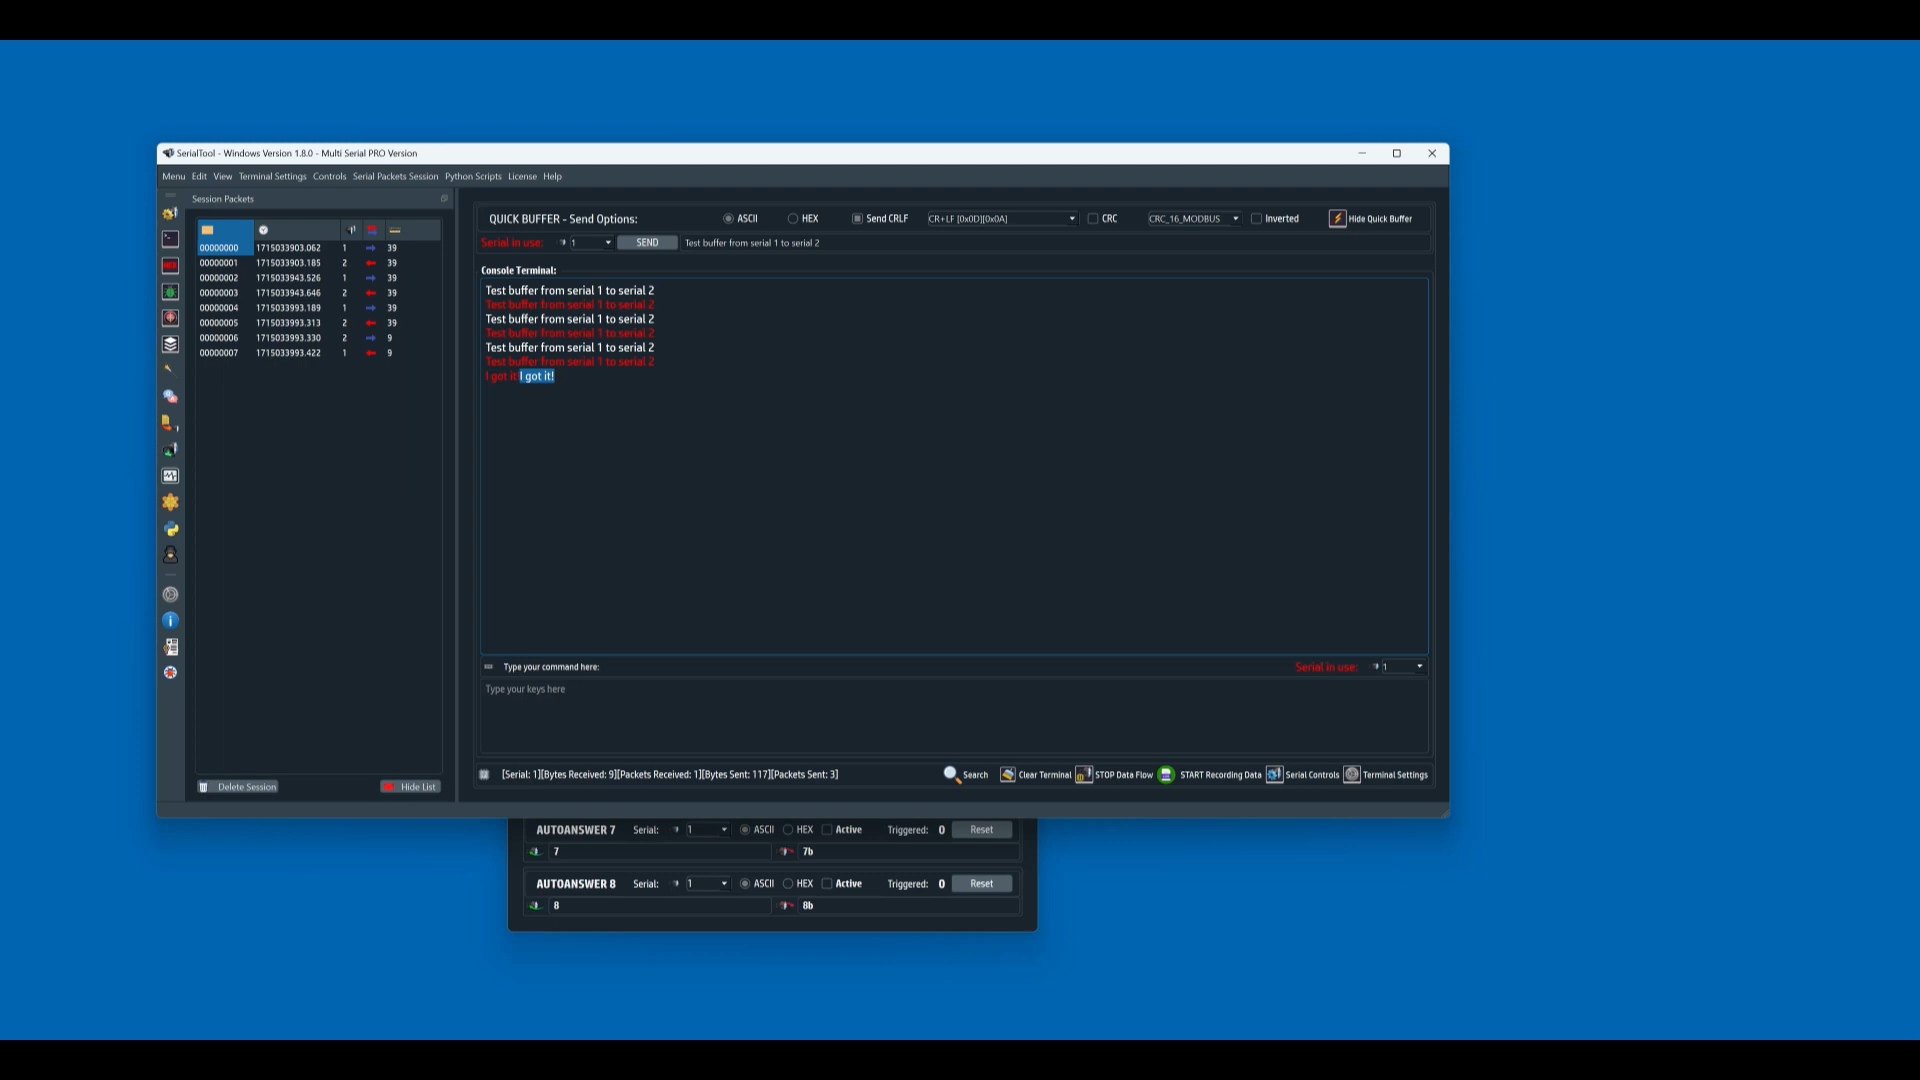 SerialTool - Windows Version 1.8.0 - Multi Serial PRO Version
Menu Edit View Terminal Settings Controls Serial Packets Session Python Scripts License Help
Session Packets
00000000 1715033903.062 1 39
00000001 1715033903.185 2 39
00000002 1715033943.526 1 39
00000003 1715033943.646 2 39
00000004 1715033993.189 1 39
00000005 1715033993.313 2 39
00000006 1715033993.330 2 9
00000007 1715033993.422 1 9
Delete Session Hide List
QUICK BUFFER - Send Options: ASCII HEX Send CRLF CR+LF [0x0D][0x0A] CRC CRC_16_MODBUS Inverted Hide Quick Buffer
Serial in use: 1 SEND Test buffer from serial 1 to serial 2
Console Terminal:
Test buffer from serial 1 to serial 2
Test buffer from serial 1 to serial 2
Test buffer from serial 1 to serial 2
Test buffer from serial 1 to serial 2
Test buffer from serial 1 to serial 2
Test buffer from serial 1 to serial 2
I got it!I got it!
Type your command here: Serial in use: 1
Type your keys here
[Serial: 1][Bytes Received: 9][Packets Received: 1][Bytes Sent: 117][Packets Sent: 3] Search Clear Terminal STOP Data Flow START Recording Data Serial Controls Terminal Settings
AUTOANSWER 7 Serial: 1 ASCII HEX Active Triggered: 0 Reset
7 7b
AUTOANSWER 8 Serial: 1 ASCII HEX Active Triggered: 0 Reset
8 8b